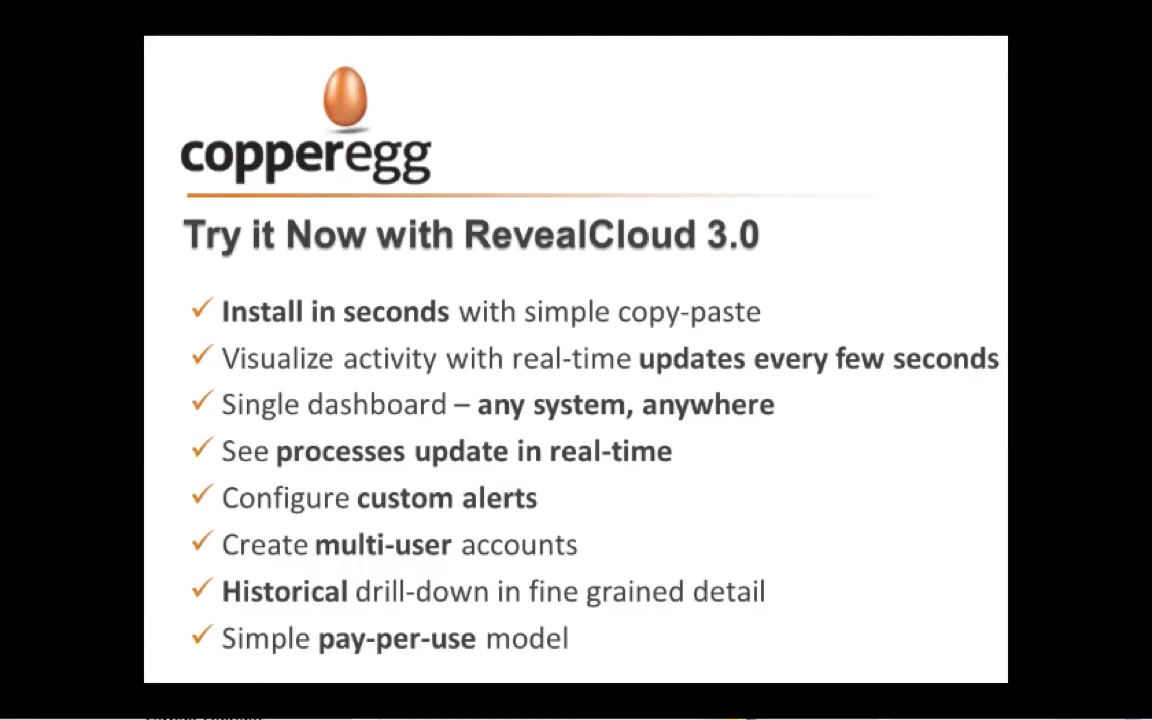 copperegg
Try it Now with RevealCloud 3.0
✓ Install in seconds with simple copy-paste
✓ Visualize activity with real-time updates every few seconds
✓ Single dashboard – any system, anywhere
✓ See processes update in real-time
✓ Configure custom alerts
✓ Create multi-user accounts
✓ Historical drill-down in fine grained detail
✓ Simple pay-per-use model